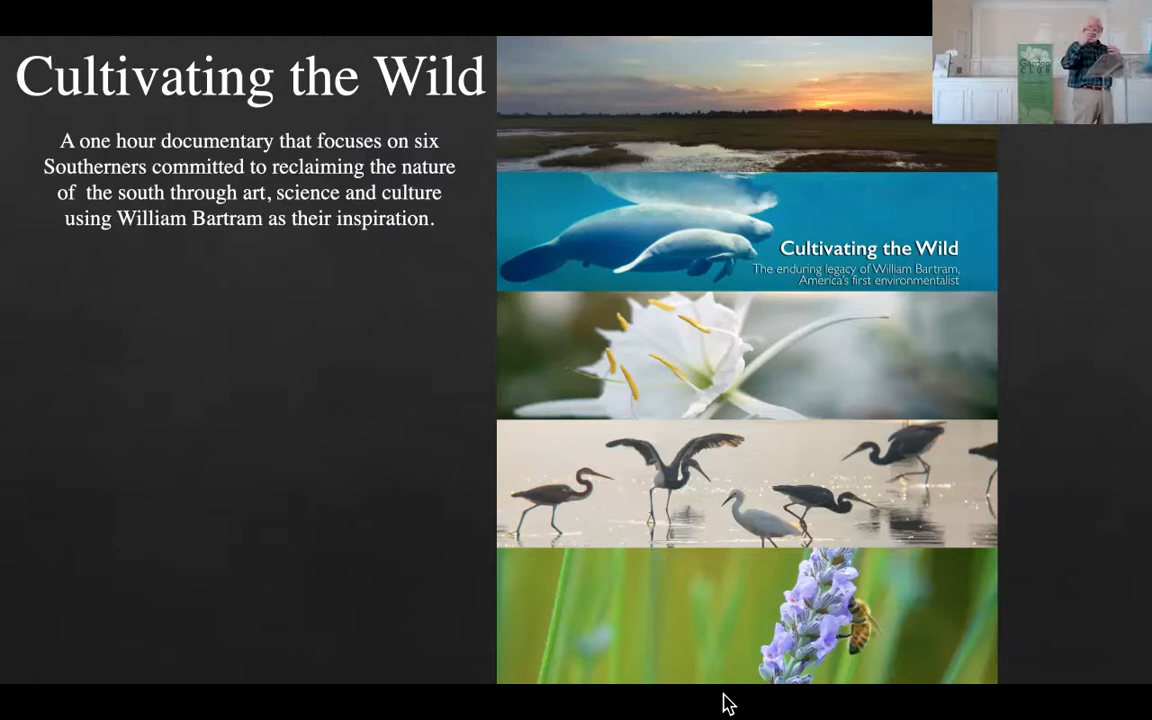 Cultivating the Wild
A one hour documentary that focuses on six
Southerners committed to reclaiming the nature
of the south through art, science and culture
using William Bartram as their inspiration.
Cultivating the Wild
The enduring legacy of William Bartram,
America's first environmentalist